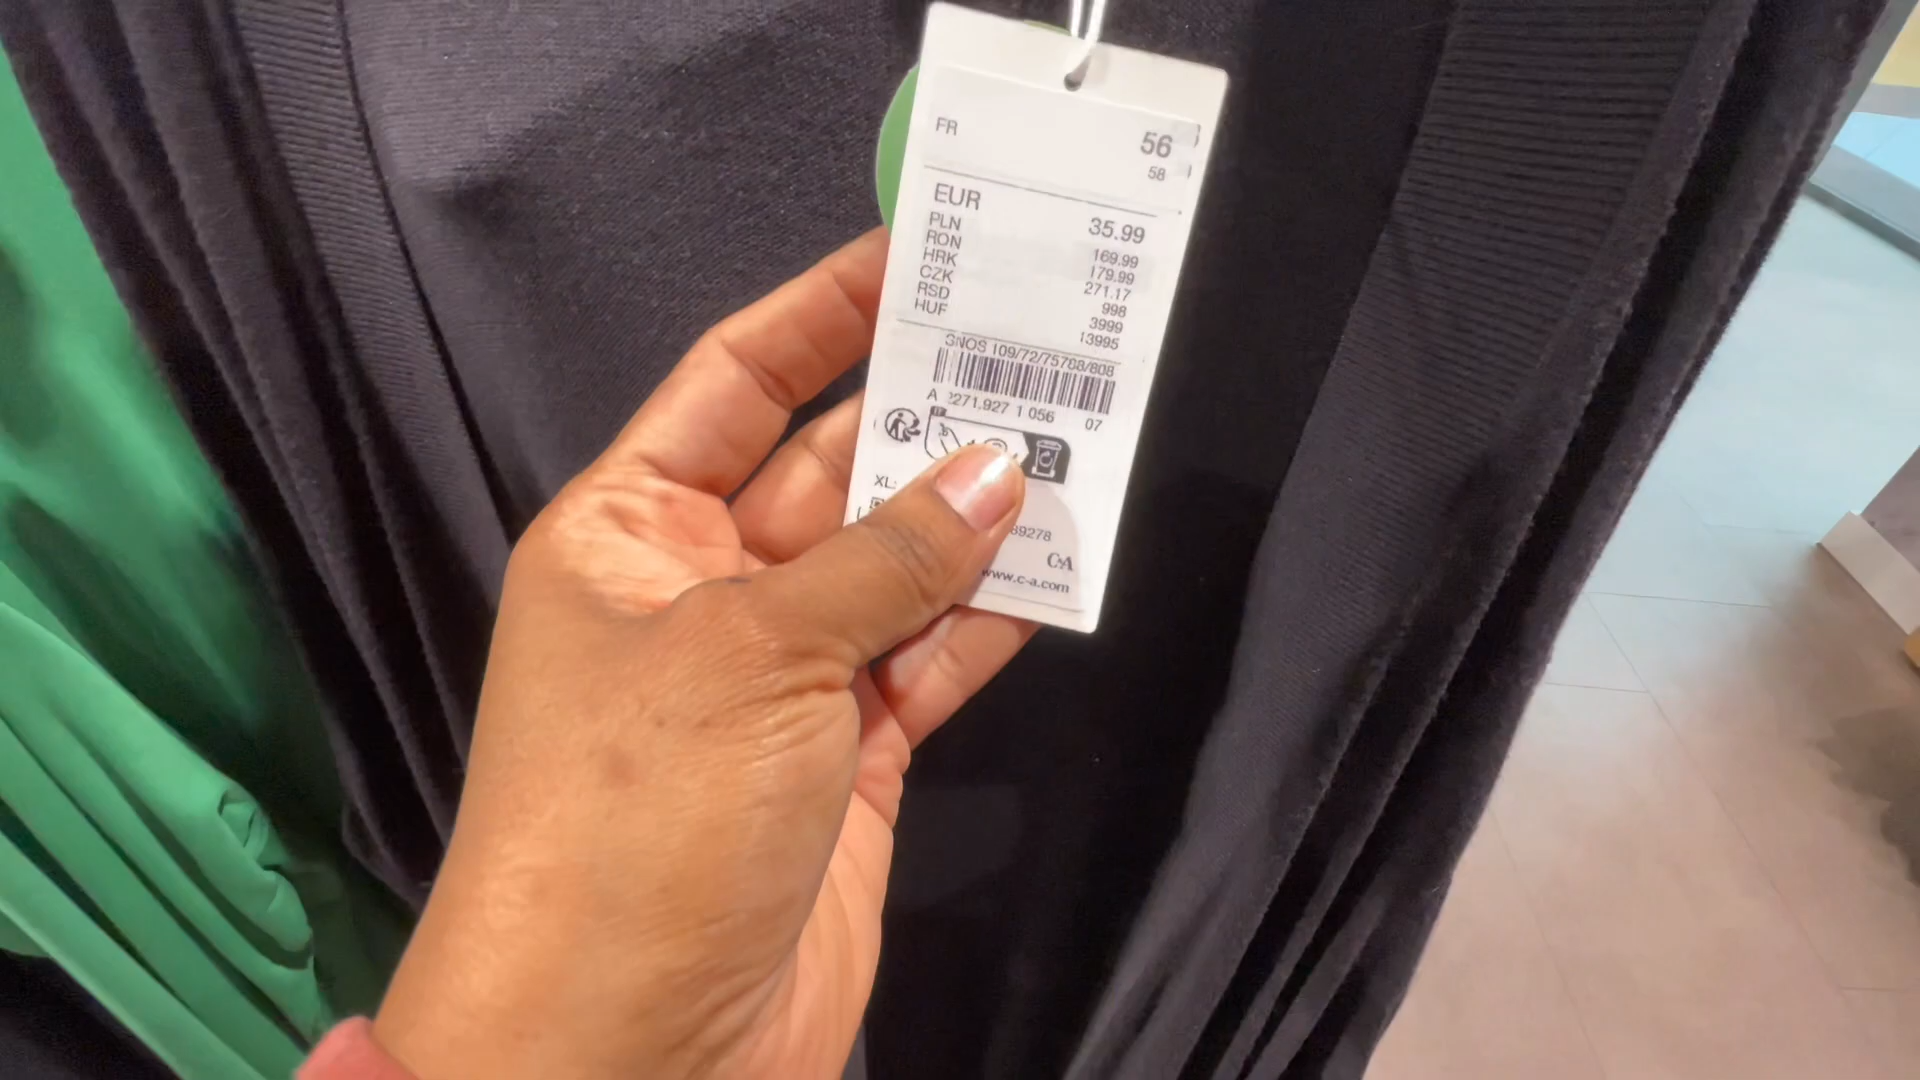 FR 56
58
EUR 35.99
PLN 169.99
RON 179.99
HRK 271.17
CZK 998
RSD 3999
HUF 13995
SNOS 109/72/75788/808
A 2271.927 1 056 07
XL:
89278
C&A
www.c-a.com